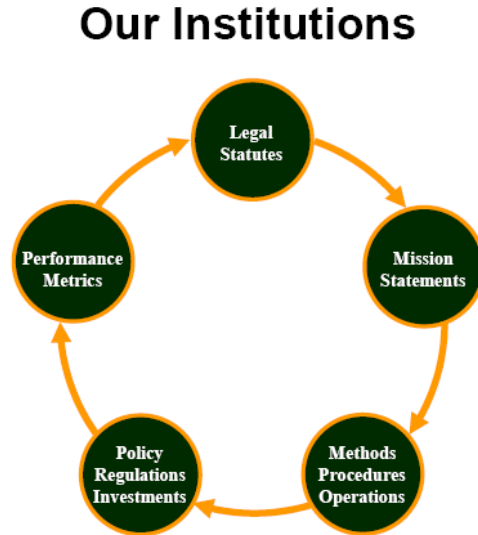 Our Institutions
Legal
Statutes
Mission
Statements
Methods
Procedures
Operations
Policy
Regulations
Investments
Performance
Metrics